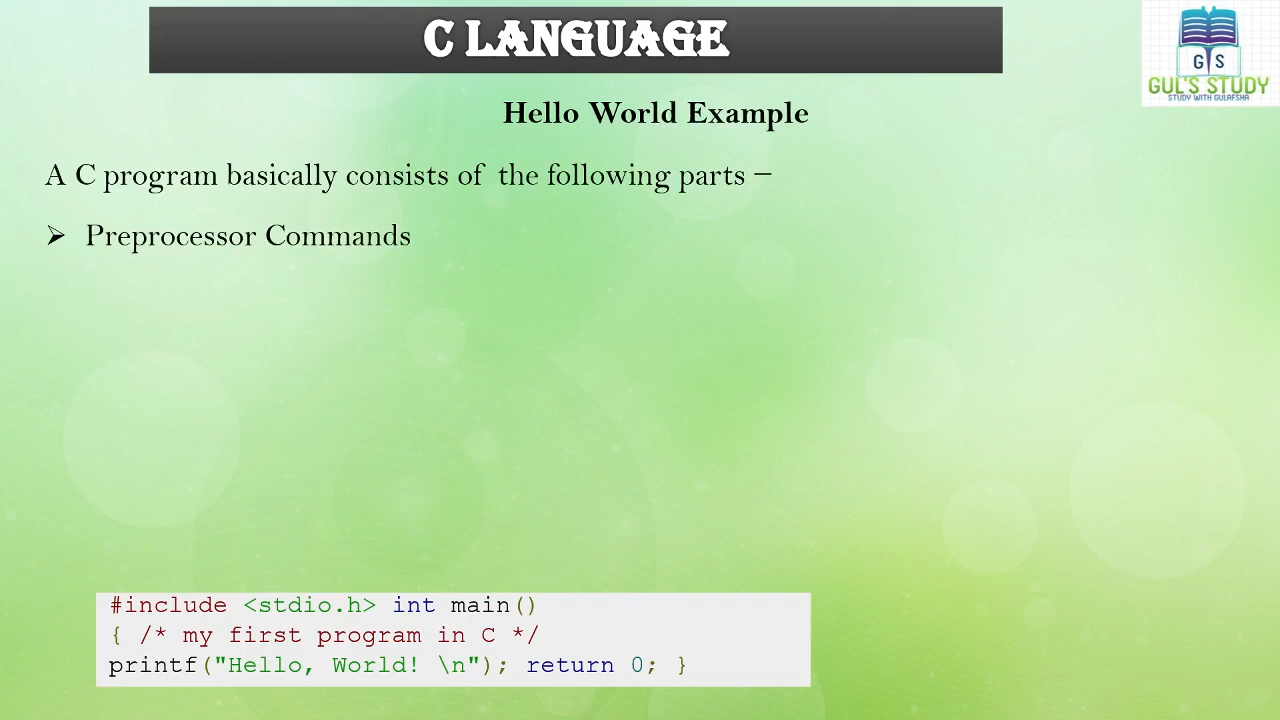 C LANGUAGE
G S
GUL'S STUDY
STUDY WITH GULAFSHA
Hello World Example
A C program basically consists of the following parts −
➢ Preprocessor Commands
#include <stdio.h> int main()
{ /* my first program in C */
printf("Hello, World! \n"); return 0; }